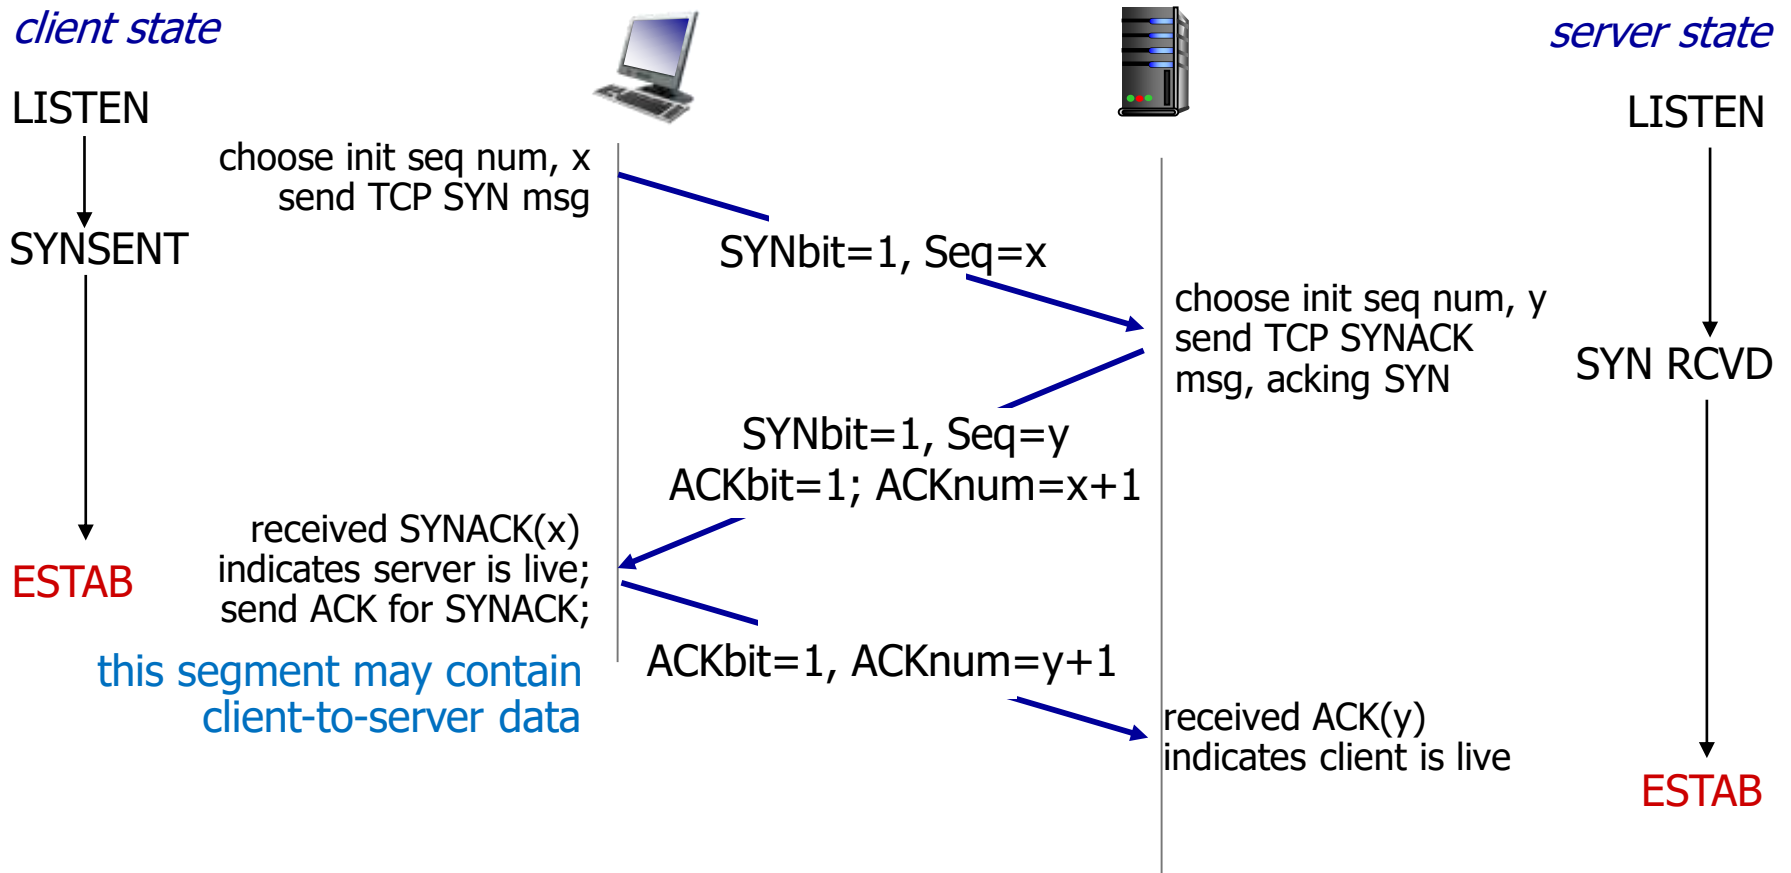 client state
server state
LISTEN
LISTEN
choose init seq num, x
send TCP SYN msg
SYNSENT
SYNbit=1, Seq=x
choose init seq num, y
send TCP SYNACK
msg, acking SYN
SYN RCVD
SYNbit=1, Seq=y
ACKbit=1; ACKnum=x+1
received SYNACK(x)
indicates server is live;
send ACK for SYNACK;
ESTAB
this segment may contain
client-to-server data
ACKbit=1, ACKnum=y+1
received ACK(y)
indicates client is live
ESTAB